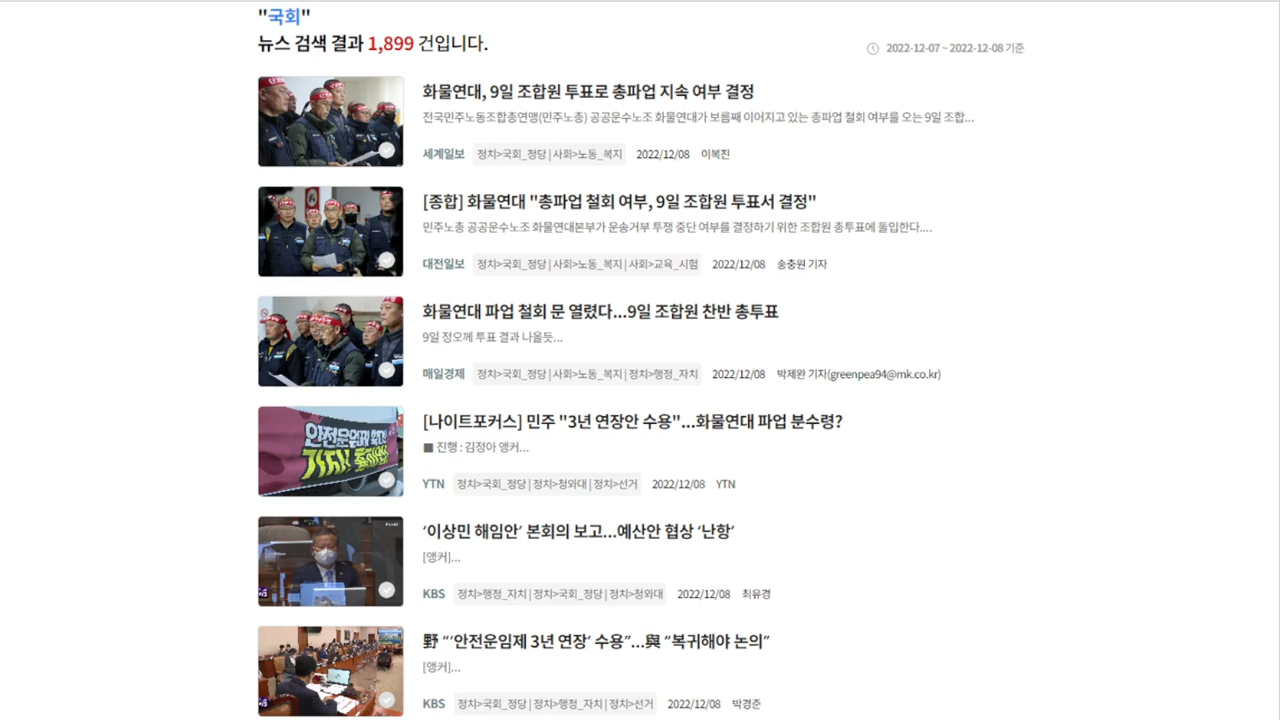 "국회"
뉴스 검색 결과 1,899 건입니다.
2022-12-07 ~ 2022-12-08 기준
화물연대, 9일 조합원 투표로 총파업 지속 여부 결정
전국민주노동조합총연맹(민주노총) 공공운수노조 화물연대가 보름째 이어지고 있는 총파업 철회 여부를 오는 9일 조합...
세계일보 정치>국회_정당 | 사회>노동_복지 2022/12/08 이복진
[종합] 화물연대 "총파업 철회 여부, 9일 조합원 투표서 결정"
민주노총 공공운수노조 화물연대본부가 운송거부 투쟁 중단 여부를 결정하기 위한 조합원 총투표에 돌입한다....
대전일보 정치>국회_정당 | 사회>노동_복지 | 사회>교육_시험 2022/12/08 송충원 기자
화물연대 파업 철회 문 열렸다...9일 조합원 찬반 총투표
9일 정오께 투표 결과 나올듯...
매일경제 정치>국회_정당 | 사회>노동_복지 | 정치>행정_자치 2022/12/08 박제완 기자(greenpea94@mk.co.kr)
[나이트포커스] 민주 "3년 연장안 수용"...화물연대 파업 분수령?
■ 진행 : 김정아 앵커...
YTN 정치>국회_정당 | 정치>청와대 | 정치>선거 2022/12/08 YTN
‘이상민 해임안’ 본회의 보고...예산안 협상 ‘난항’
[앵커]...
KBS 정치>행정_자치 | 정치>국회_정당 | 정치>청와대 2022/12/08 최유경
野 “‘안전운임제 3년 연장’ 수용”...與 “복귀해야 논의”
[앵커]...
KBS 정치>국회_정당 | 정치>행정_자치 | 정치>선거 2022/12/08 박경준